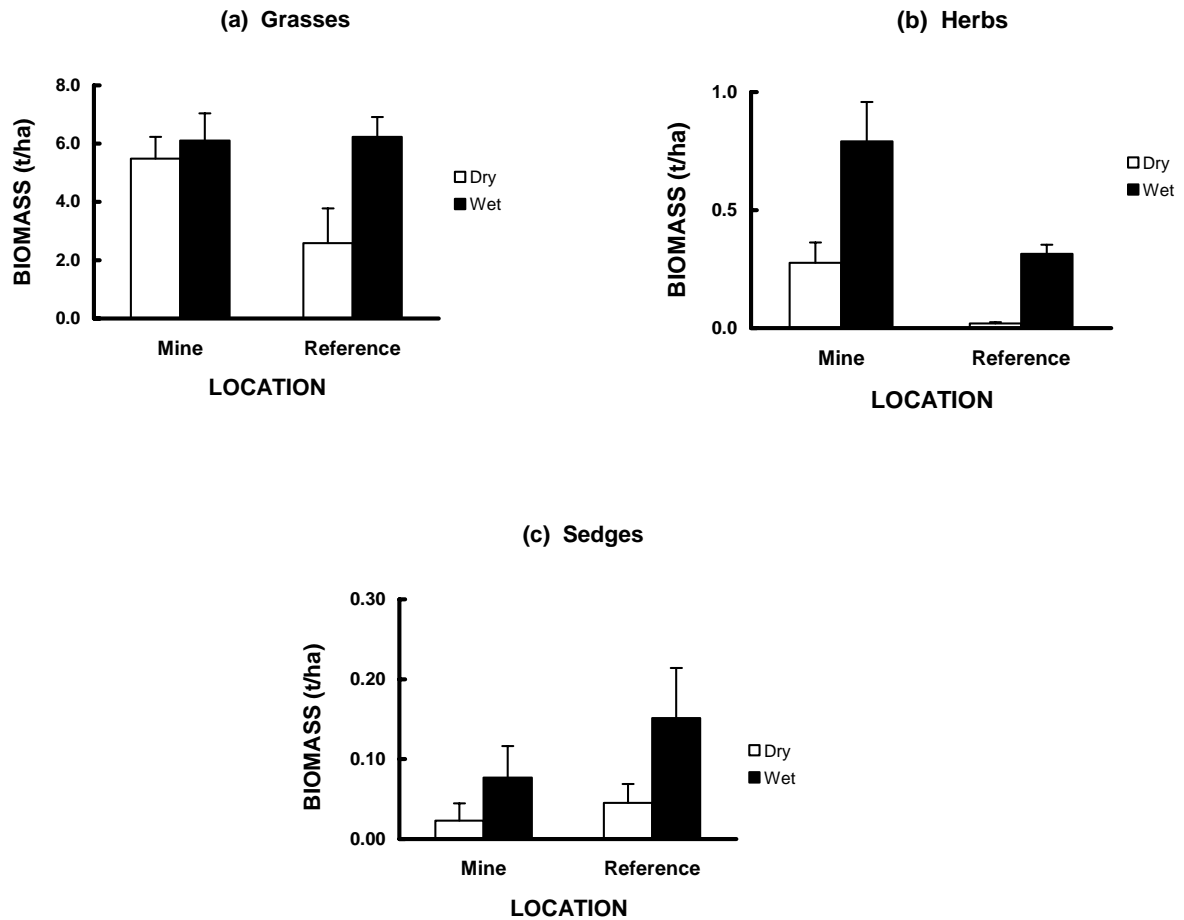 (a) Grasses
BIOMASS (t/ha)
8.0
6.0
4.0
2.0
0.0
Mine Reference
LOCATION
Dry
Wet
(b) Herbs
BIOMASS (t/ha)
1.0
0.5
0.0
Mine Reference
LOCATION
Dry
Wet
(c) Sedges
BIOMASS (t/ha)
0.30
0.20
0.10
0.00
Mine Reference
LOCATION
Dry
Wet